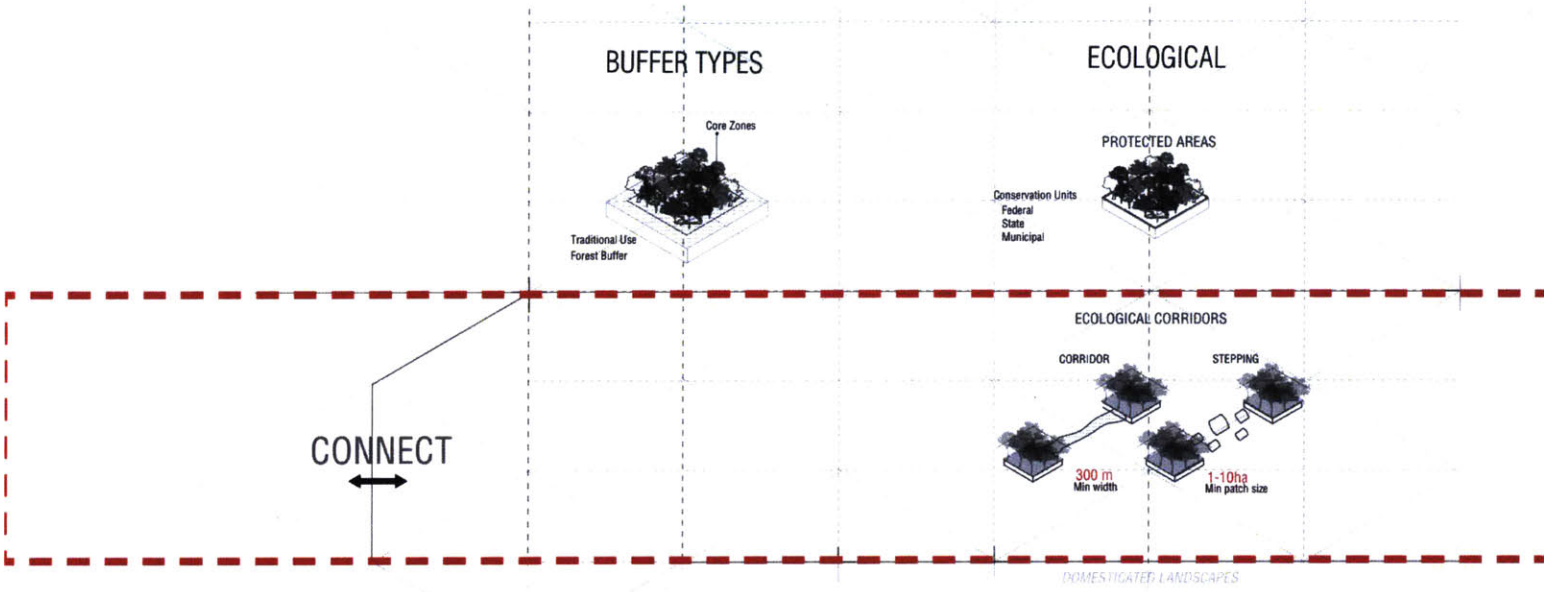 BUFFER TYPES
ECOLOGICAL
Core Zones
PROTECTED AREAS
Conservation Units
Federal
State
Municipal
Traditional Use
Forest Buffer
ECOLOGICAL CORRIDORS
CORRIDOR
STEPPING
CONNECT
300 m
Min width
1-10ha
Min patch size
DOMESTICATED LANDSCAPES